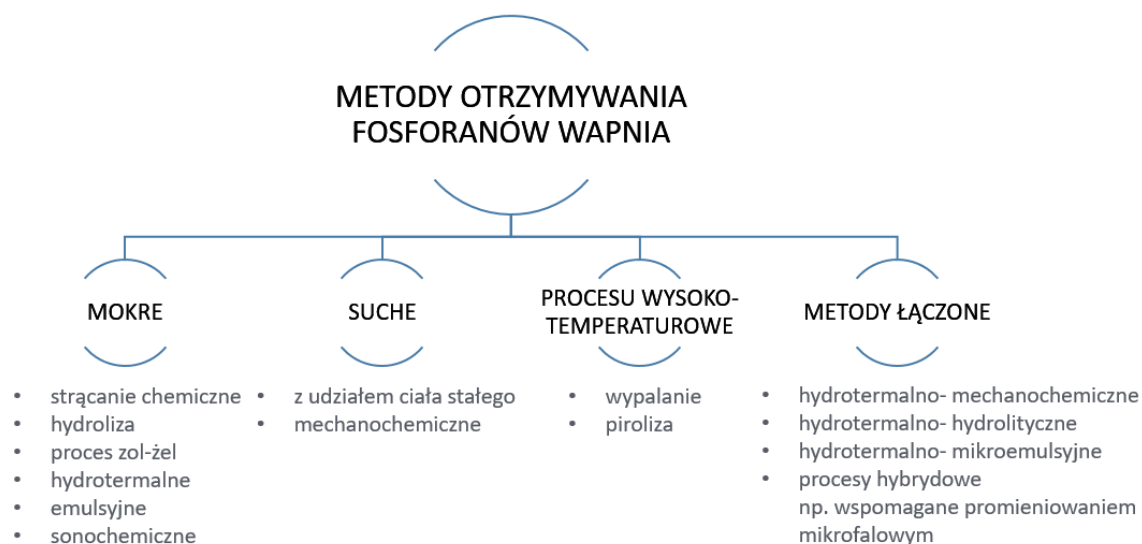 METODY OTRZYMYWANIA
FOSFORANÓW WAPNIA
MOKRE
• strącanie chemiczne
• hydroliza
• proces zol-żel
• hydrotermalne
• emulsyjne
• sonochemiczne
SUCHE
• z udziałem ciała stałego
• mechanochemiczne
PROCESU WYSOKO-
TEMPERATUROWE
• wypalanie
• piroliza
METODY ŁĄCZONE
• hydrotermalno- mechanochemiczne
• hydrotermalno- hydrolityczne
• hydrotermalno- mikroemulsyjne
• procesy hybrydowe
np. wspomagane promieniowaniem
mikrofalowym